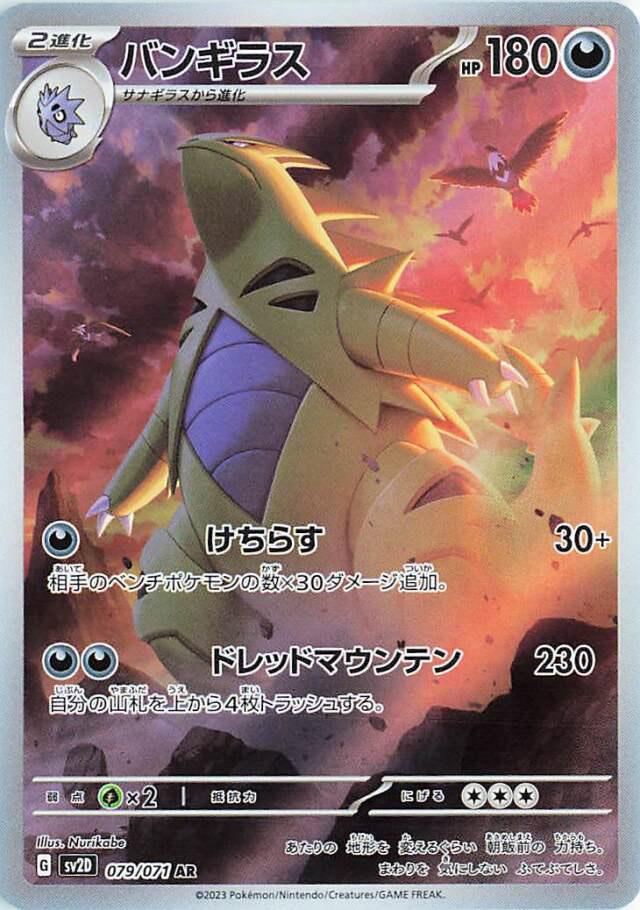 2進化
バンギラス
HP 180
サナギラスから進化
けちらす 30+
相手のベンチポケモンの数×30ダメージ追加。
ドレッドマウンテン 230
自分の山札を上から4枚トラッシュする。
弱点 ×2 抵抗力 にげる
Illus. Nurikabe
あたりの 地形を 変えるぐらい 朝飯前の 力持ち。
まわりを 気にしない ふてぶてしさ。
G sv2D 079/071 AR
©2023 Pokémon/Nintendo/Creatures/GAME FREAK.